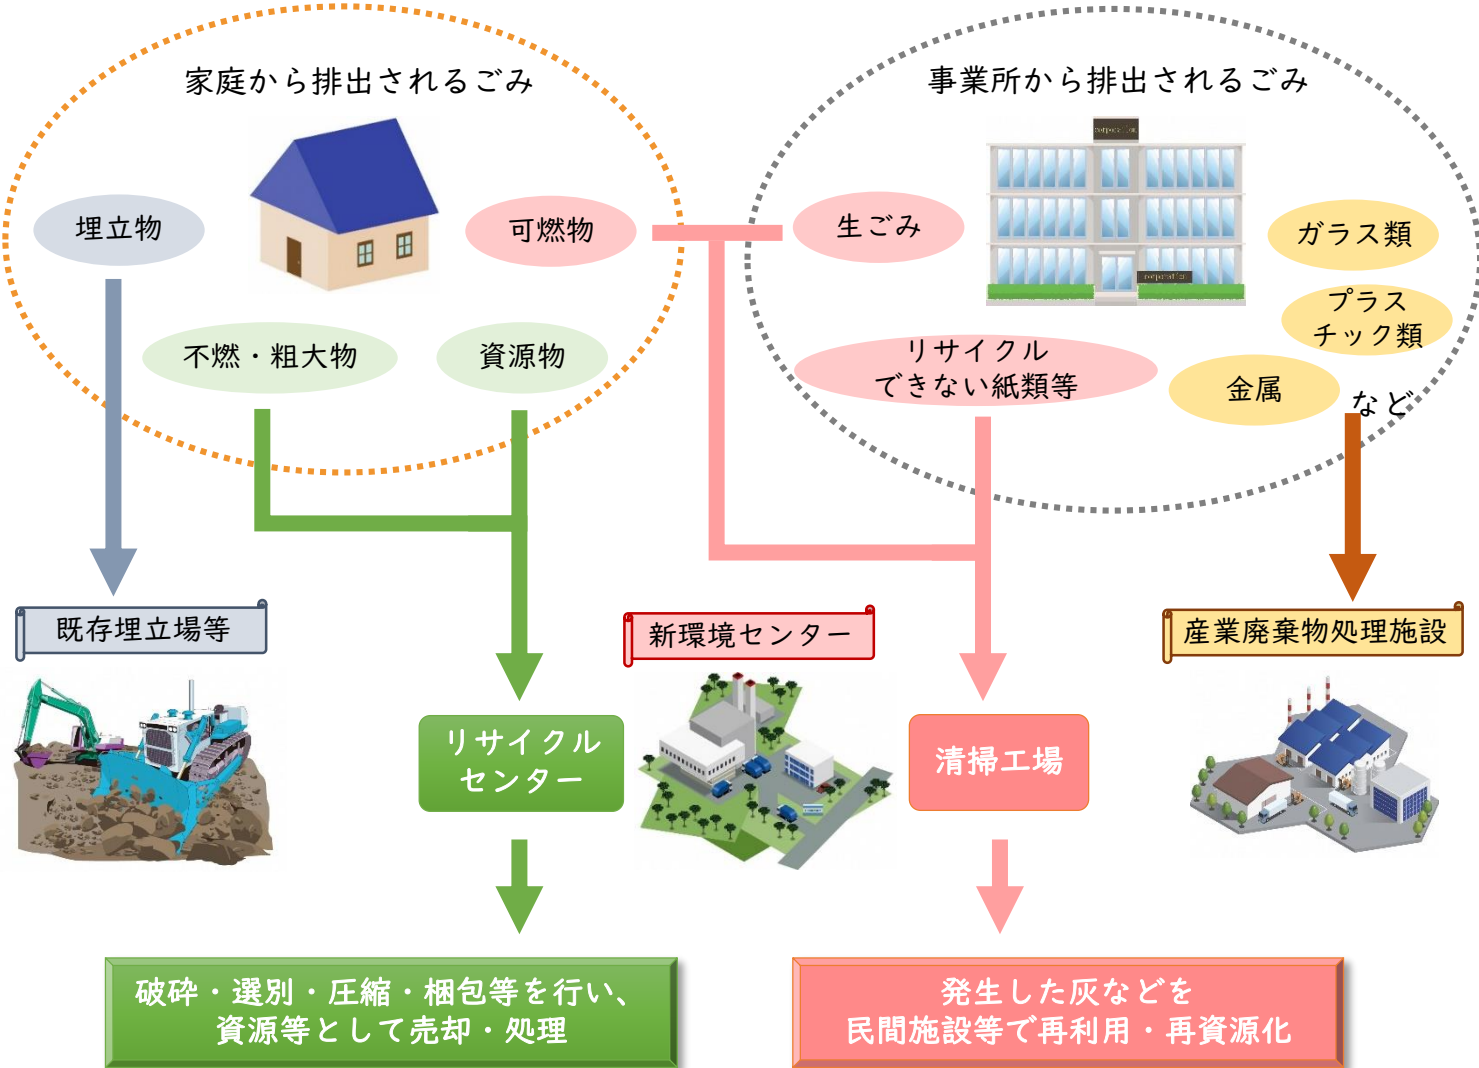 家庭から排出されるごみ
事業所から排出されるごみ
corporation
埋立物
可燃物
生ごみ
ガラス類
corporation
プラス
チック類
不燃・粗大物
資源物
リサイクル
できない紙類等
金属
など
既存埋立場等
新環境センター
産業廃棄物処理施設
リサイクル
センター
清掃工場
破砕・選別・圧縮・梱包等を行い、
資源等として売却・処理
発生した灰などを
民間施設等で再利用・再資源化